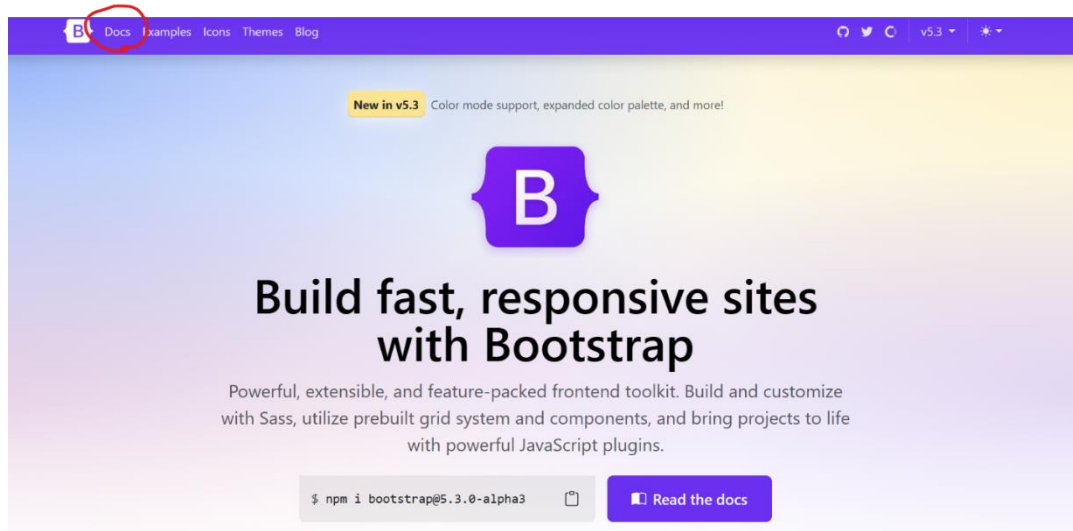 B Docs Examples Icons Themes Blog v5.3
New in v5.3 Color mode support, expanded color palette, and more!
B
Build fast, responsive sites
with Bootstrap
Powerful, extensible, and feature-packed frontend toolkit. Build and customize
with Sass, utilize prebuilt grid system and components, and bring projects to life
with powerful JavaScript plugins.
$ npm i bootstrap@5.3.0-alpha3 Read the docs